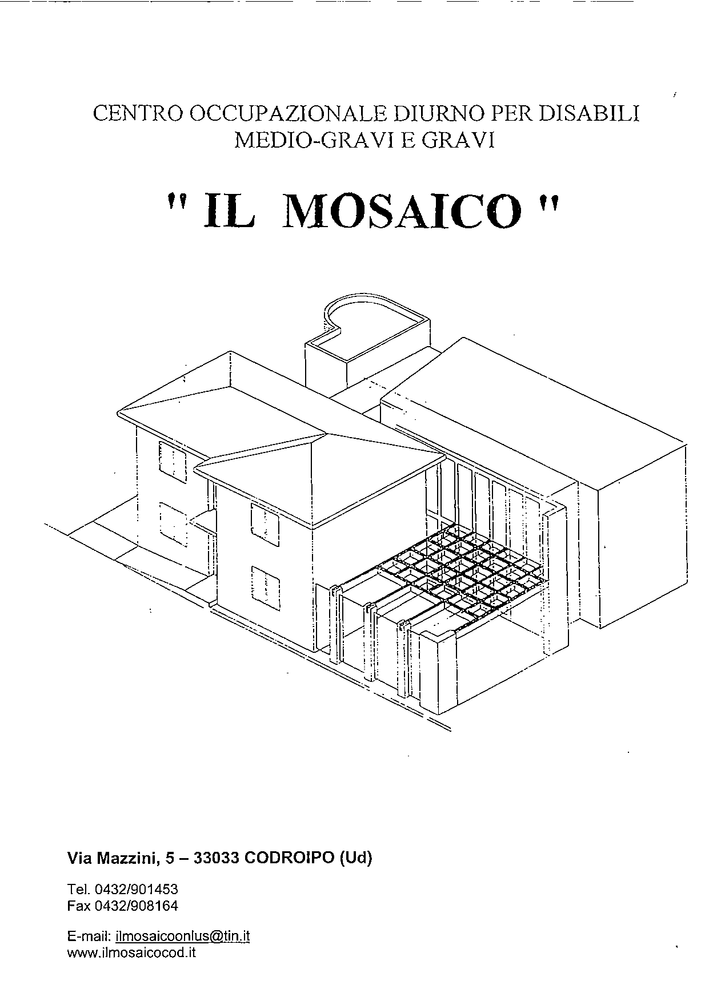 CENTRO OCCUPAZIONALE DIURNO PER DISABILI
MEDIO-GRAVI E GRAVI
" IL MOSAICO "
Via Mazzini, 5 – 33033 CODROIPO (Ud)
Tel. 0432/901453
Fax 0432/908164
E-mail: ilmosaicoonlus@tin.it
www.ilmosaicocod.it